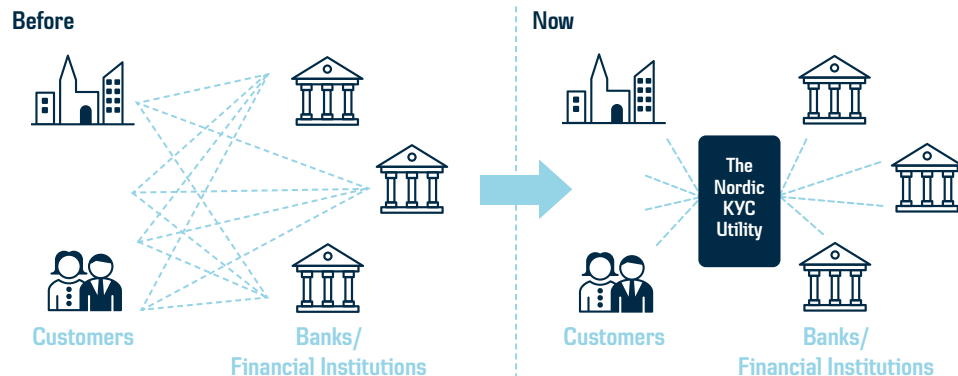 Before
Customers
Banks/
Financial Institutions
Now
The
Nordic
KYC
Utility
Customers
Banks/
Financial Institutions